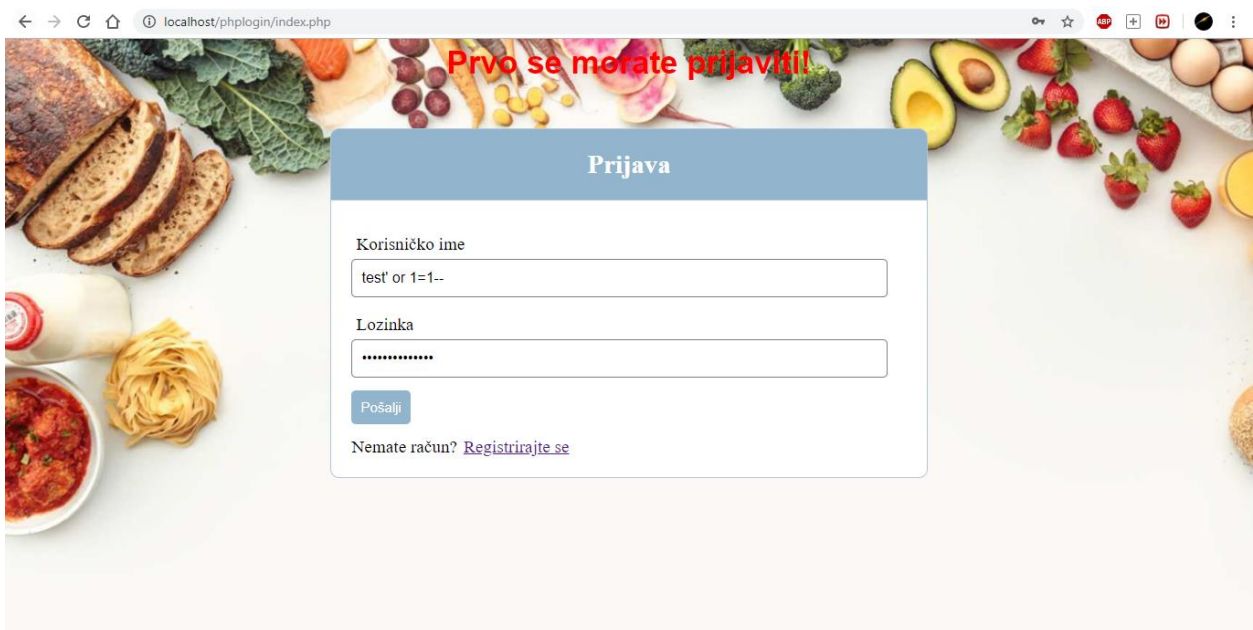 localhost/phplogin/index.php
ABP
Prvo se morate prijaviti!
Prijava
Korisničko ime
test' or 1=1--
Lozinka
••••••••••••••
Pošalji
Nemate račun? Registrirajte se